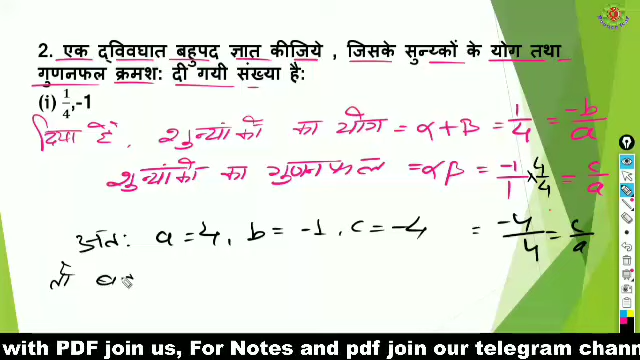 2. एक द्विवघात बहुपद ज्ञात कीजिये , जिसके सुन्य्कों के योग तथा
गुणनफल क्रमश: दी गयी संख्या है:
(i) 1/4,-1
दिया है, शुन्यांकों का योग = α+β = 1/4 = -b/a
शुन्यांकों का गुणनफल = αβ = -1/1 × 4/4 = c/a
अतः a = 4, b = -1, c = -4 = -4/4 = c/a
तो a
with PDF join us, For Notes and pdf join our telegram chann